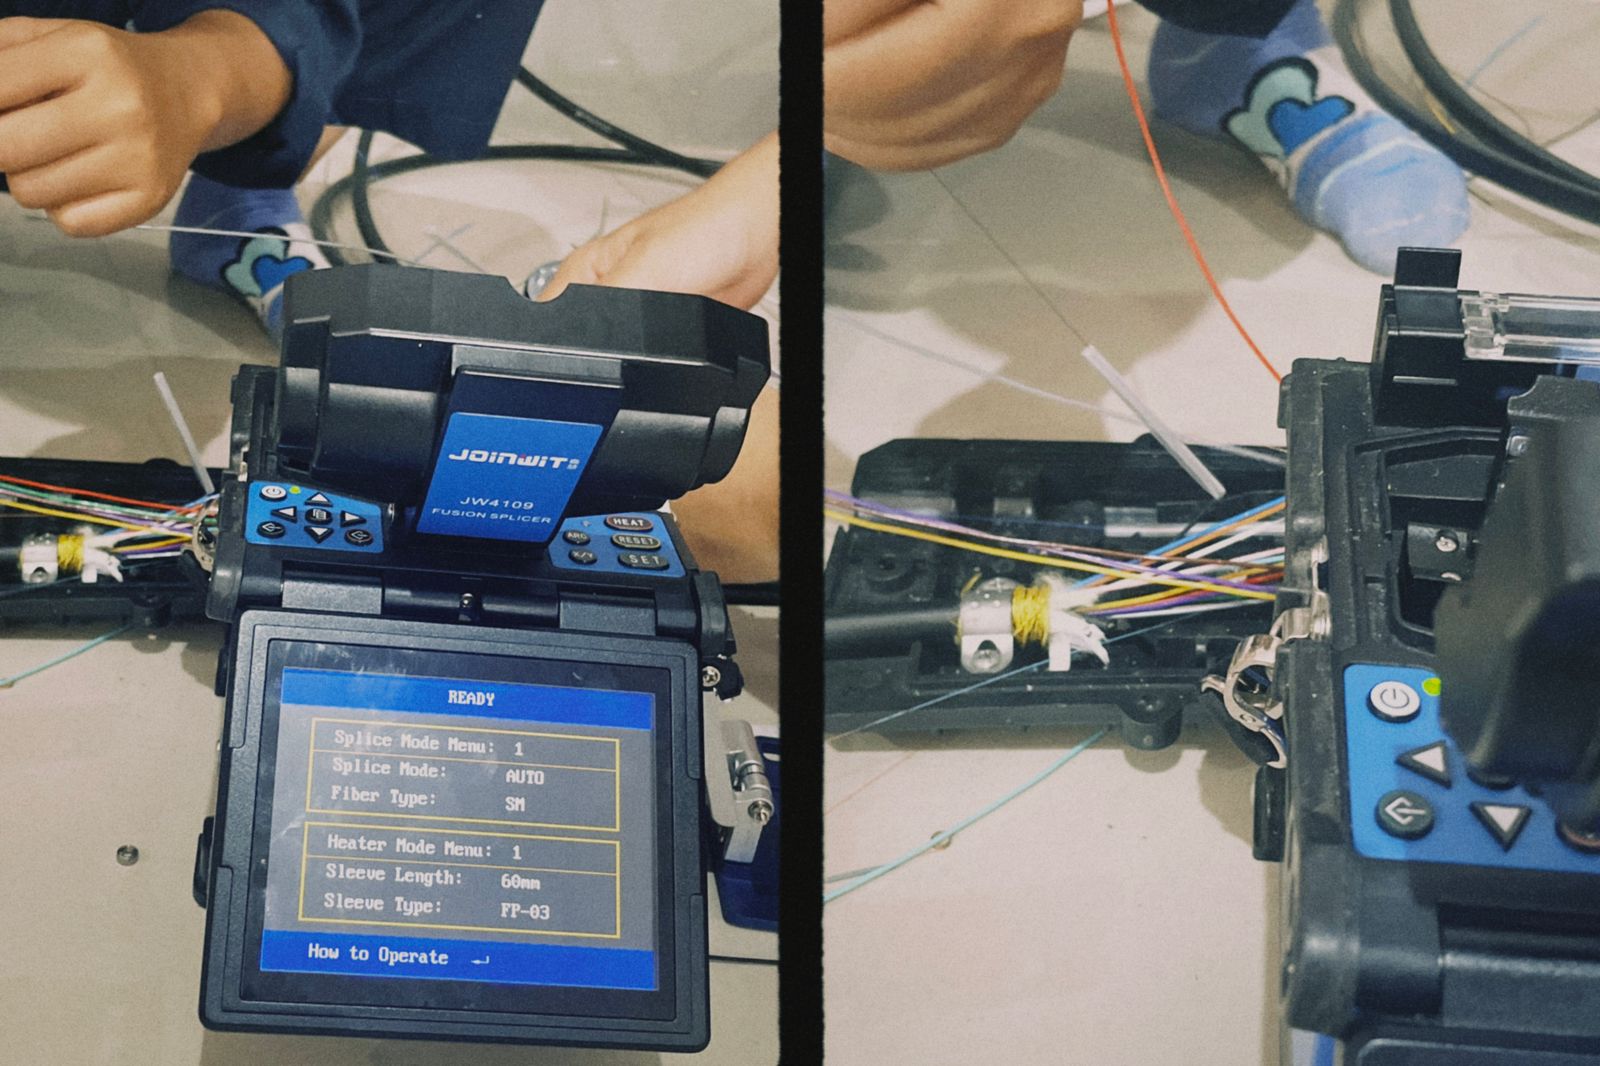 JOINWIT
JW4109
FUSION SPLICER
HEAT
ARC
RESET
X/Y
SET
READY
Splice Mode Menu: 1
Splice Mode: AUTO
Fiber Type: SM
Heater Mode Menu: 1
Sleeve Length: 60mm
Sleeve Type: FP-03
How to Operate ↵